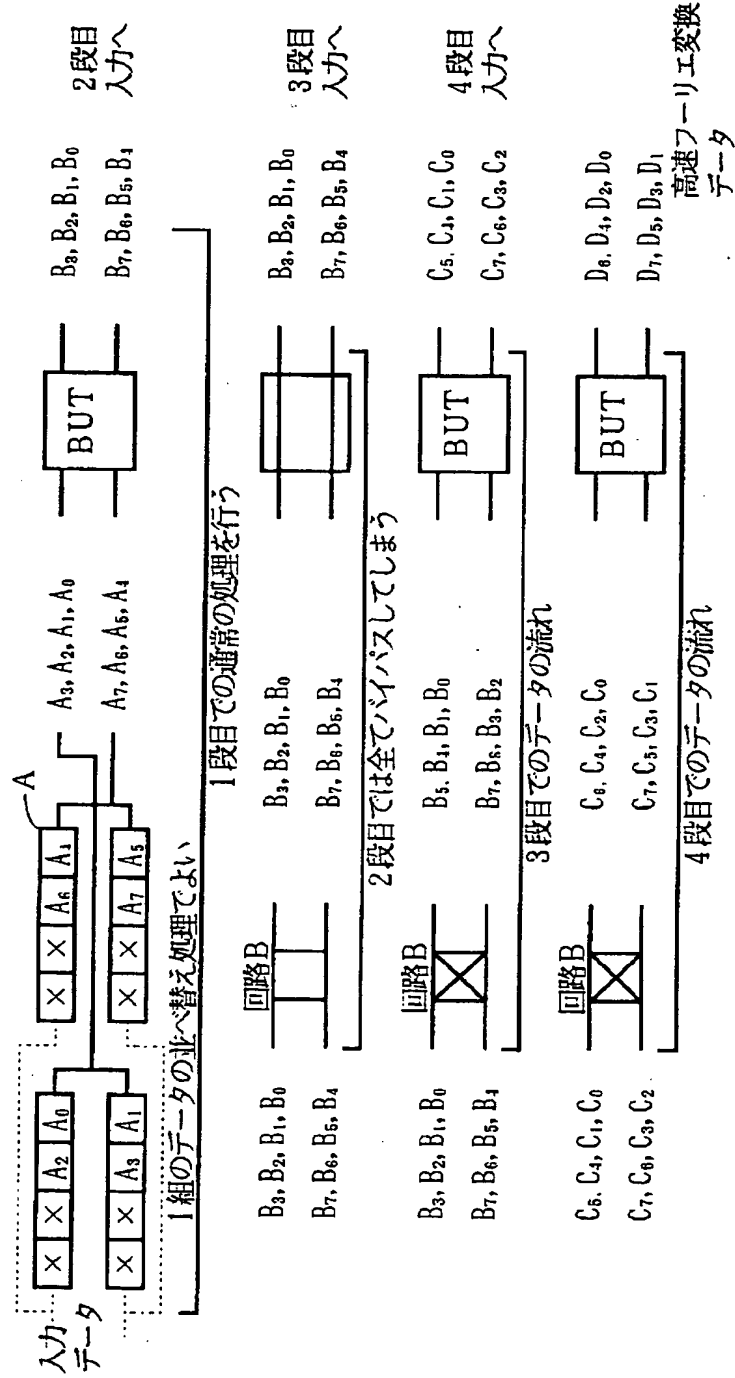 入力
データ
× × A₂ A₀
× × A₃ A₁
× × A₆ A₄
× × A₇ A₅
A
A₃, A₂, A₁, A₀
A₇, A₆, A₅, A₄
BUT
B₃, B₂, B₁, B₀
B₇, B₆, B₅, B₄
2段目
入力へ
1組のデータの並べ替え処理でよい
1段目での通常の処理を行う
B₃, B₂, B₁, B₀
B₇, B₆, B₅, B₄
回路B
B₃, B₂, B₁, B₀
B₇, B₆, B₅, B₄
B₃, B₂, B₁, B₀
B₇, B₆, B₅, B₄
3段目
入力へ
2段目では全てバイパスしてしまう
B₃, B₂, B₁, B₀
B₇, B₆, B₅, B₄
回路B
B₅, B₄, B₁, B₀
B₇, B₆, B₃, B₂
BUT
C₅, C₄, C₁, C₀
C₇, C₆, C₃, C₂
4段目
入力へ
3段目でのデータの流れ
C₅, C₄, C₁, C₀
C₇, C₆, C₃, C₂
回路B
C₆, C₄, C₂, C₀
C₇, C₅, C₃, C₁
BUT
D₆, D₄, D₂, D₀
D₇, D₅, D₃, D₁
高速フーリエ変換
データ
4段目でのデータの流れ